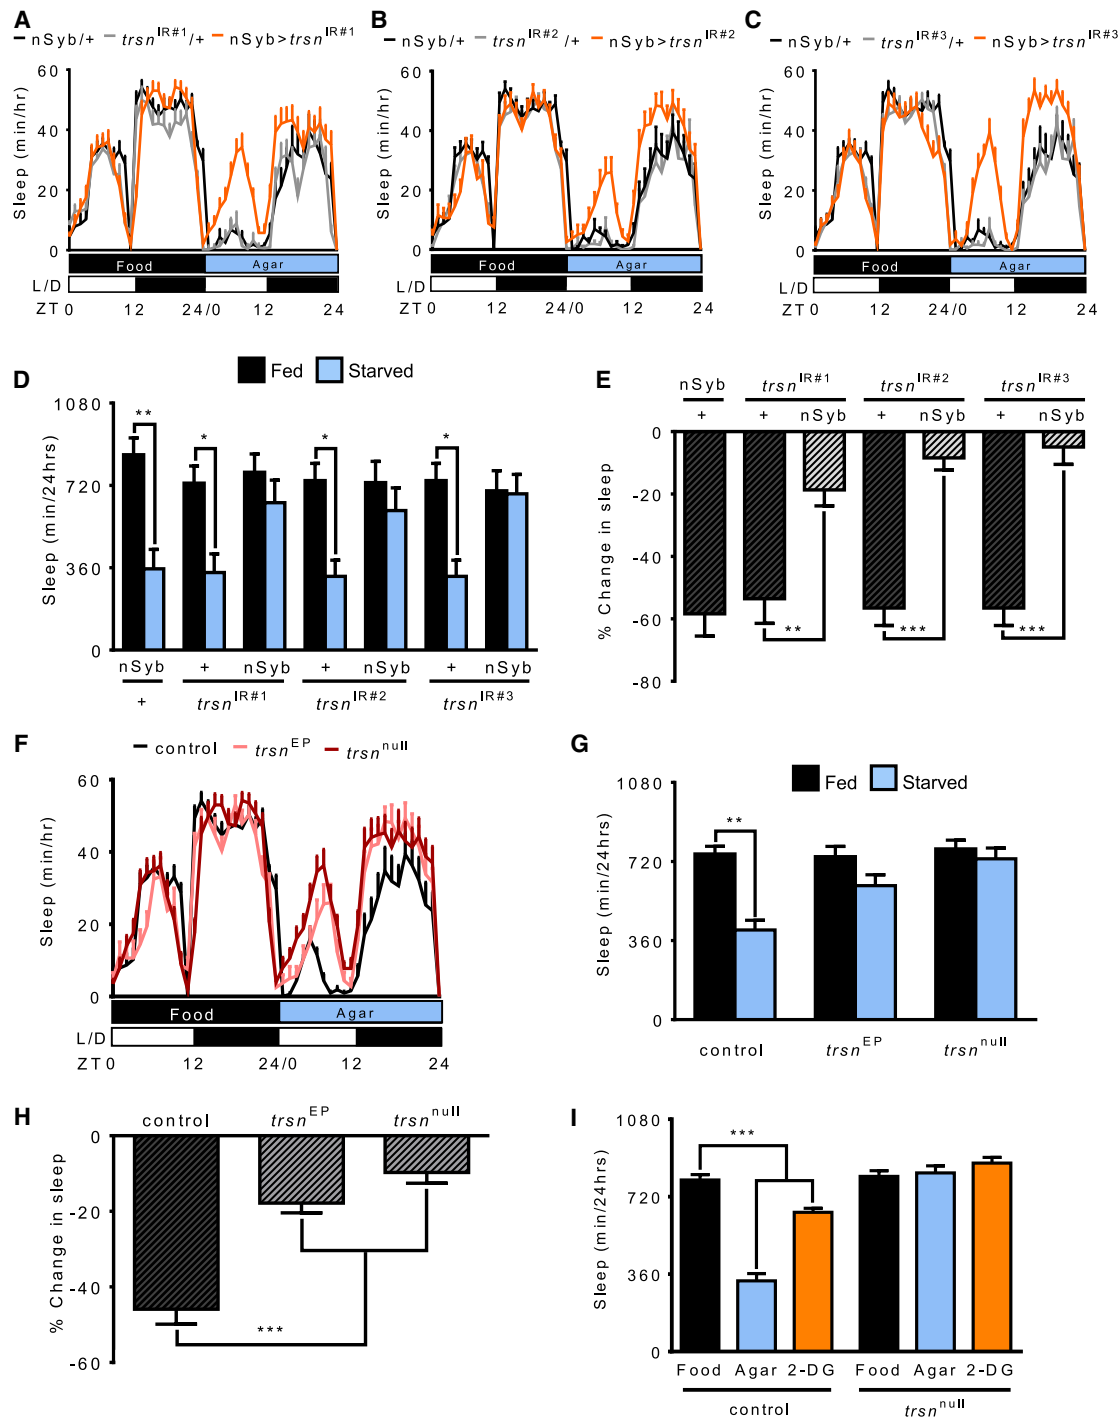 A
nSyb/+ trsn^IR#1/+ nSyb>trsn^IR#1
Sleep (min/hr)
60
40
20
0
Food Agar
L/D
ZT 0 12 24/0 12 24
B
nSyb/+ trsn^IR#2/+ nSyb>trsn^IR#2
Sleep (min/hr)
60
40
20
0
Food Agar
L/D
ZT 0 12 24/0 12 24
C
nSyb/+ trsn^IR#3/+ nSyb>trsn^IR#3
Sleep (min/hr)
60
40
20
0
Food Agar
L/D
ZT 0 12 24/0 12 24
D
Fed Starved
Sleep (min/24hrs)
1080
720
360
0
** * * *
nSyb + nSyb + nSyb + nSyb
+ trsn^IR#1 trsn^IR#2 trsn^IR#3
E
nSyb trsn^IR#1 trsn^IR#2 trsn^IR#3
+ + nSyb + nSyb + nSyb
% Change in sleep
0
-20
-40
-60
-80
** *** ***
F
control trsn^EP trsn^null
Sleep (min/hr)
60
40
20
0
Food Agar
L/D
ZT 0 12 24/0 12 24
G
Fed Starved
Sleep (min/24hrs)
1080
720
360
0
**
control trsn^EP trsn^null
H
control trsn^EP trsn^null
% Change in sleep
0
-20
-40
-60
***
I
Sleep (min/24hrs)
1080
720
360
0
***
Food Agar 2-DG Food Agar 2-DG
control trsn^null